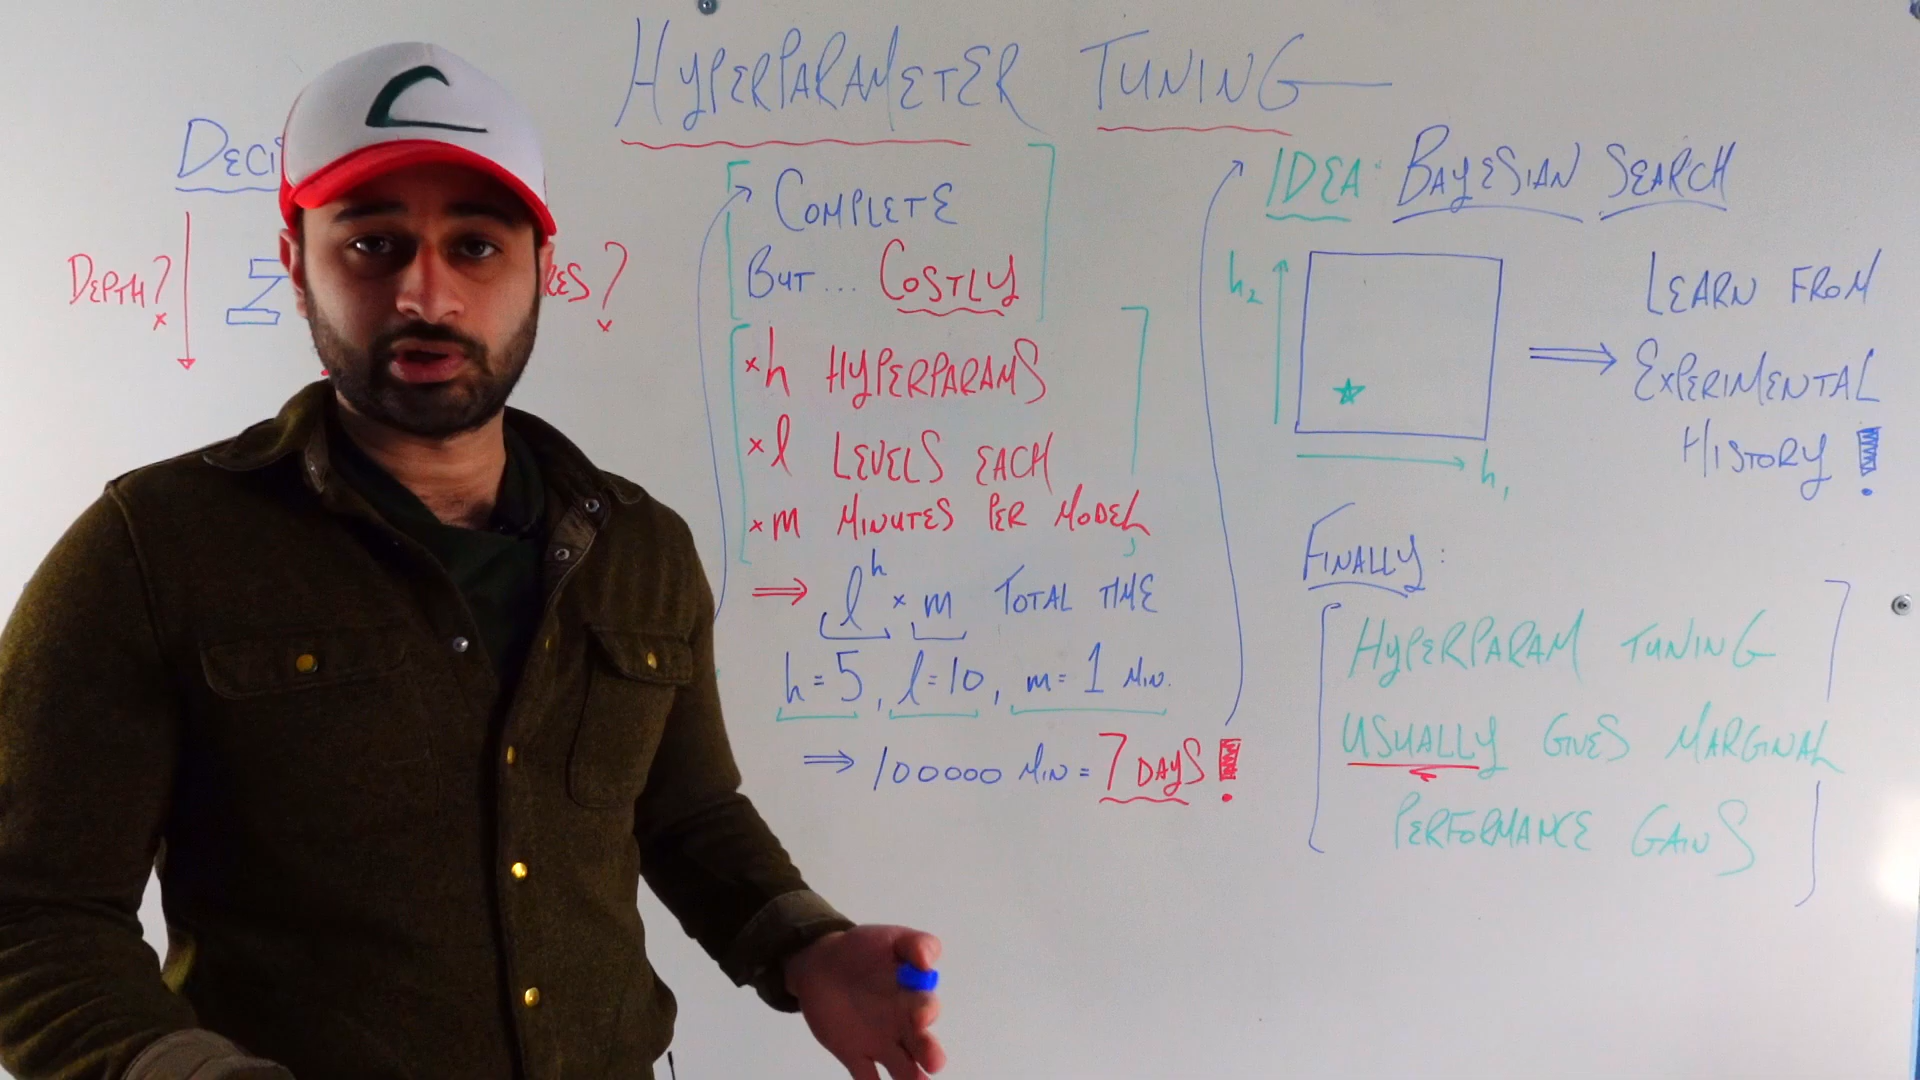 HYPERPARAMETER TUNING
DEPTH?
COMPLETE
BUT... COSTLY
×h HYPERPARAMS
×l LEVELS EACH
×m MINUTES PER MODEL
⇒ l^h × m TOTAL TIME
h=5, l=10, m=1 MIN.
⇒ 100000 MIN = 7 DAYS!
IDEA: BAYESIAN SEARCH
h₂
h₁
⇒ LEARN FROM
EXPERIMENTAL
HISTORY!
FINALLY:
HYPERPARAM TUNING
USUALLY GIVES MARGINAL
PERFORMANCE GAINS